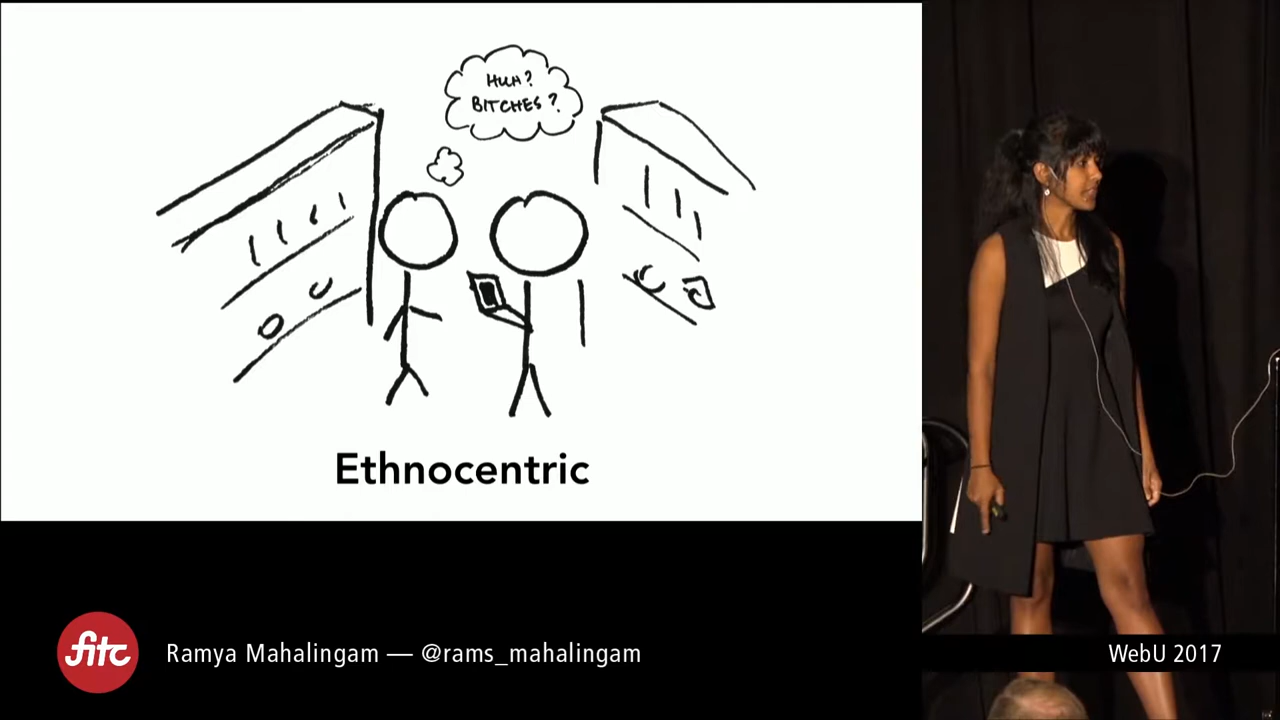 HUH?
BITCHES?
Ethnocentric
fitc
Ramya Mahalingam — @rams_mahalingam
WebU 2017